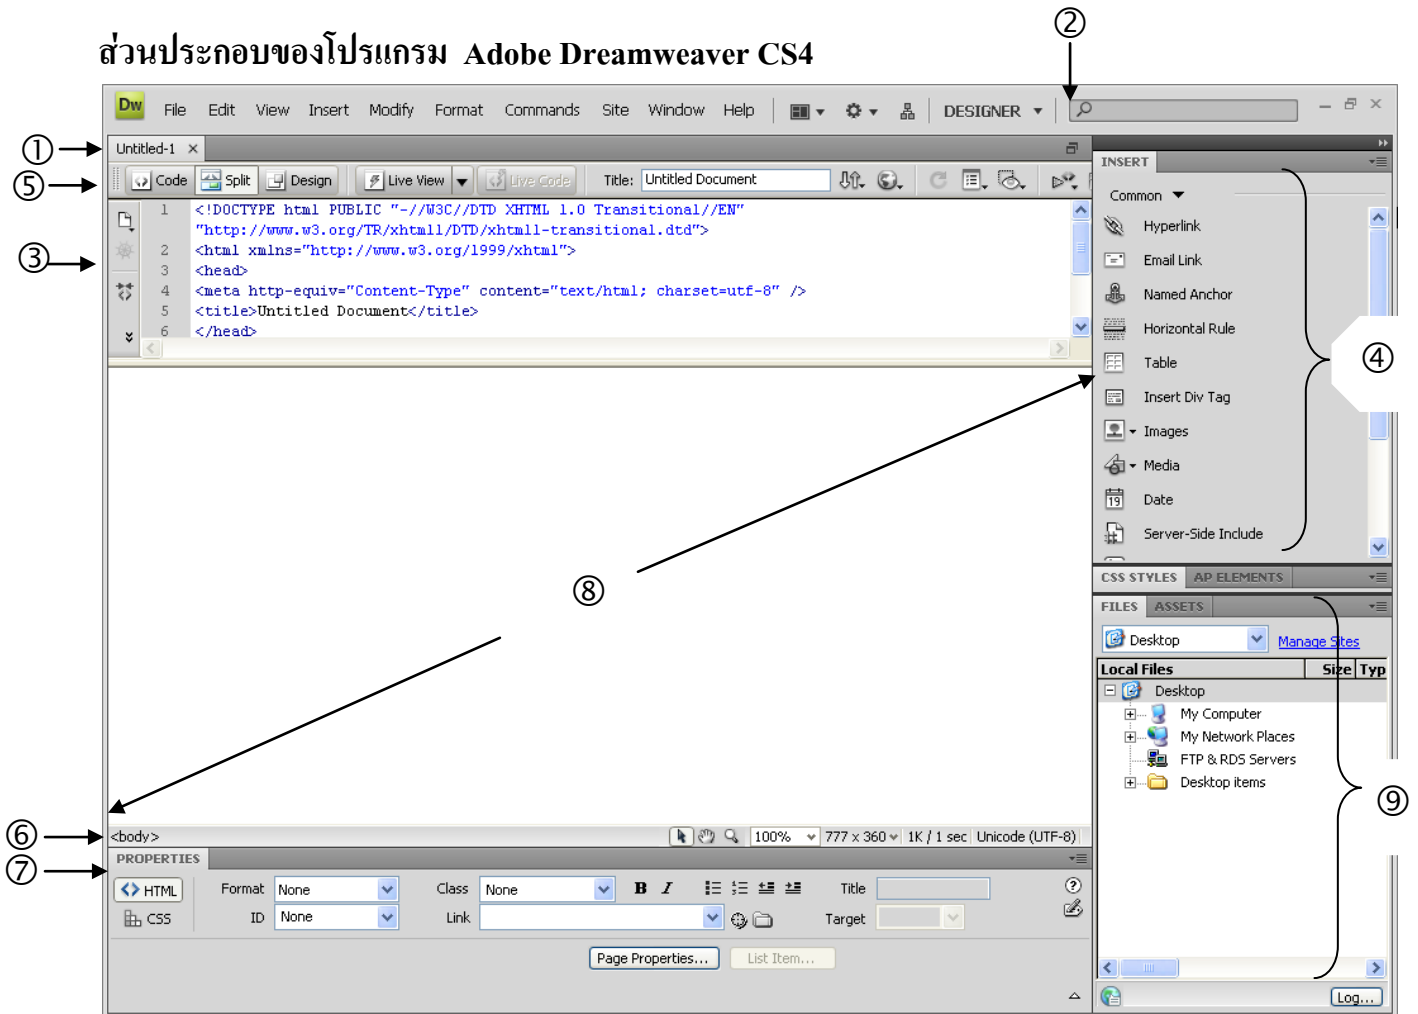 ②
ส่วนประกอบของโปรแกรม Adobe Dreamweaver CS4
Dw File Edit View Insert Modify Format Commands Site Window Help DESIGNER
① Untitled-1 ×
⑤ Code Split Design Live View Live Code Title: Untitled Document
1 <!DOCTYPE html PUBLIC "-//W3C//DTD XHTML 1.0 Transitional//EN"
"http://www.w3.org/TR/xhtml1/DTD/xhtml1-transitional.dtd">
③ 2 <html xmlns="http://www.w3.org/1999/xhtml">
3 <head>
4 <meta http-equiv="Content-Type" content="text/html; charset=utf-8" />
5 <title>Untitled Document</title>
6 </head>
INSERT
Common
Hyperlink
Email Link
Named Anchor
Horizontal Rule
④
Table
Insert Div Tag
Images
Media
19 Date
Server-Side Include
⑧
CSS STYLES AP ELEMENTS
FILES ASSETS
Desktop Manage Sites
Local Files Size Typ
Desktop
My Computer
My Network Places
FTP & RDS Servers
Desktop items
⑨
Log...
⑥ <body> 100% 777 x 360 1K / 1 sec Unicode (UTF-8)
⑦ PROPERTIES
<> HTML Format None Class None B I Title
CSS ID None Link Target
Page Properties... List Item...